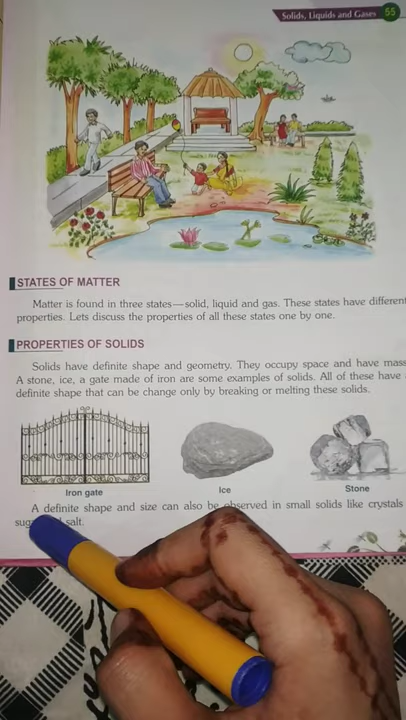 Solids, Liquids and Gases 55
STATES OF MATTER
Matter is found in three states—solid, liquid and gas. These states have different
properties. Lets discuss the properties of all these states one by one.
PROPERTIES OF SOLIDS
Solids have definite shape and geometry. They occupy space and have mass
A stone, ice, a gate made of iron are some examples of solids. All of these have
definite shape that can be change only by breaking or melting these solids.
Iron gate Ice Stone
A definite shape and size can also be observed in small solids like crystals
salt.